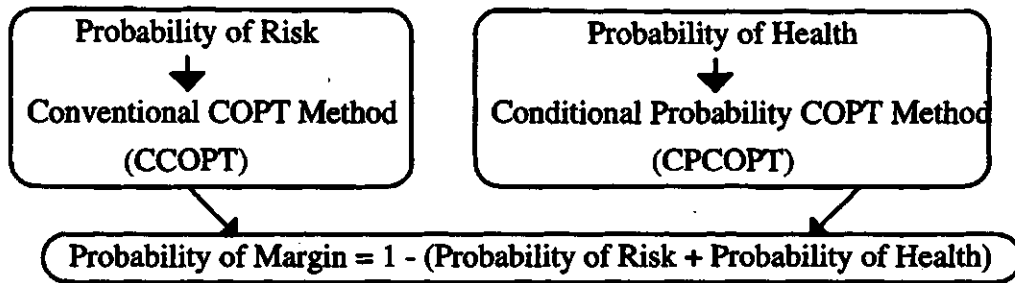 Probability of Risk
Conventional COPT Method
(CCOPT)
Probability of Health
Conditional Probability COPT Method
(CPCOPT)
Probability of Margin = 1 - (Probability of Risk + Probability of Health)